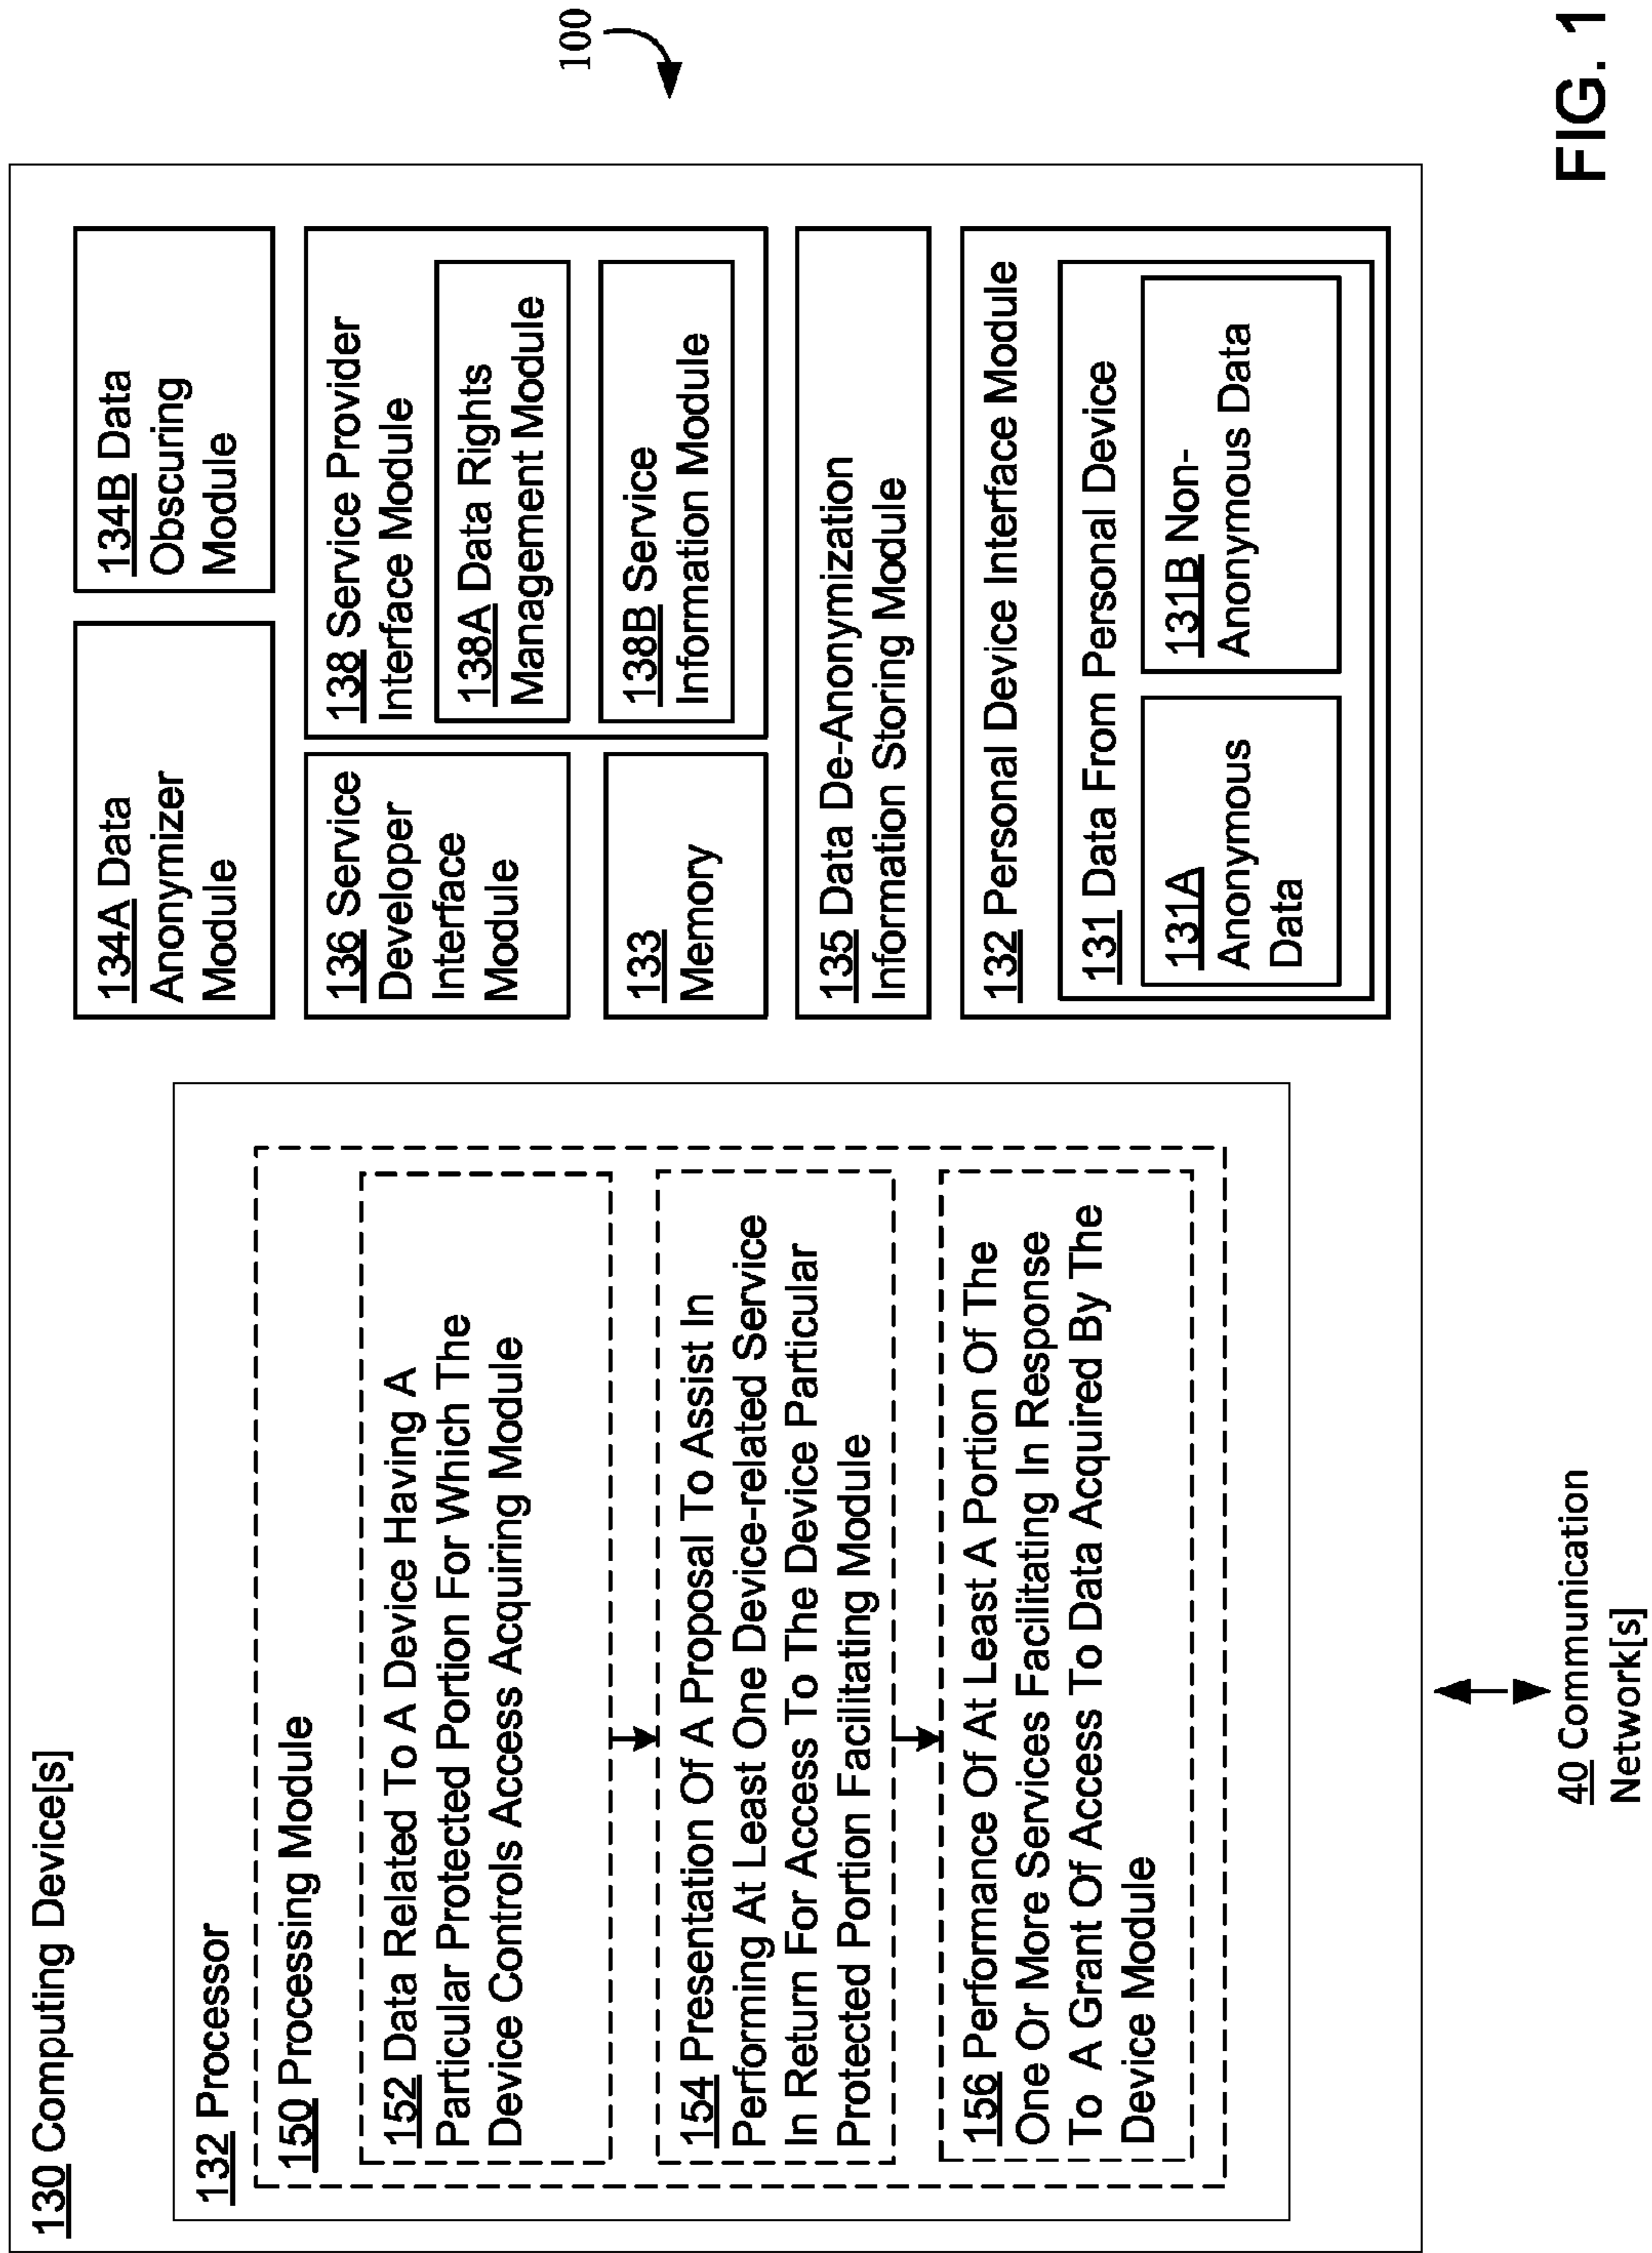 130 Computing Device[s]
132 Processor
150 Processing Module
152 Data Related To A Device Having A
Particular Protected Portion For Which The
Device Controls Access Acquiring Module
154 Presentation Of A Proposal To Assist In
Performing At Least One Device-related Service
In Return For Access To The Device Particular
Protected Portion Facilitating Module
156 Performance Of At Least A Portion Of The
One Or More Services Facilitating In Response
To A Grant Of Access To Data Acquired By The
Device Module
134A Data
Anonymizer
Module
134B Data
Obscuring
Module
136 Service
Developer
Interface
Module
138 Service Provider
Interface Module
138A Data Rights
Management Module
138B Service
Information Module
133
Memory
135 Data De-Anonymization
Information Storing Module
132 Personal Device Interface Module
131 Data From Personal Device
131A
Anonymous
Data
131B Non-
Anonymous Data
40 Communication
Network[s]
100
FIG. 1